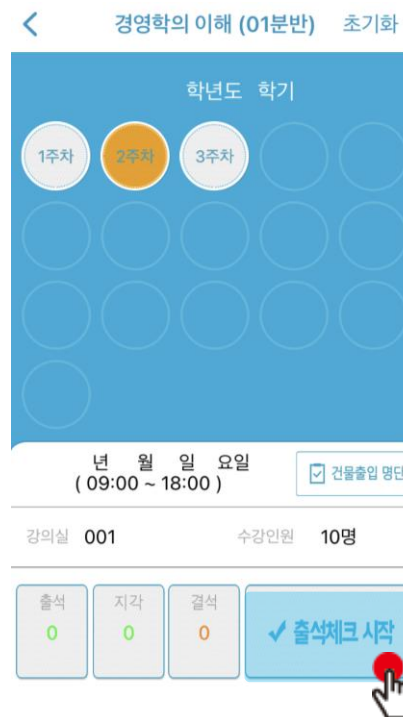 경영학의 이해 (01분반) 초기화
학년도 학기
1주차 2주차 3주차
년 월 일 요일
( 09:00 ~ 18:00 )
건물출입 명단
강의실 001 수강인원 10명
출석 지각 결석
0 0 0
출석체크 시작